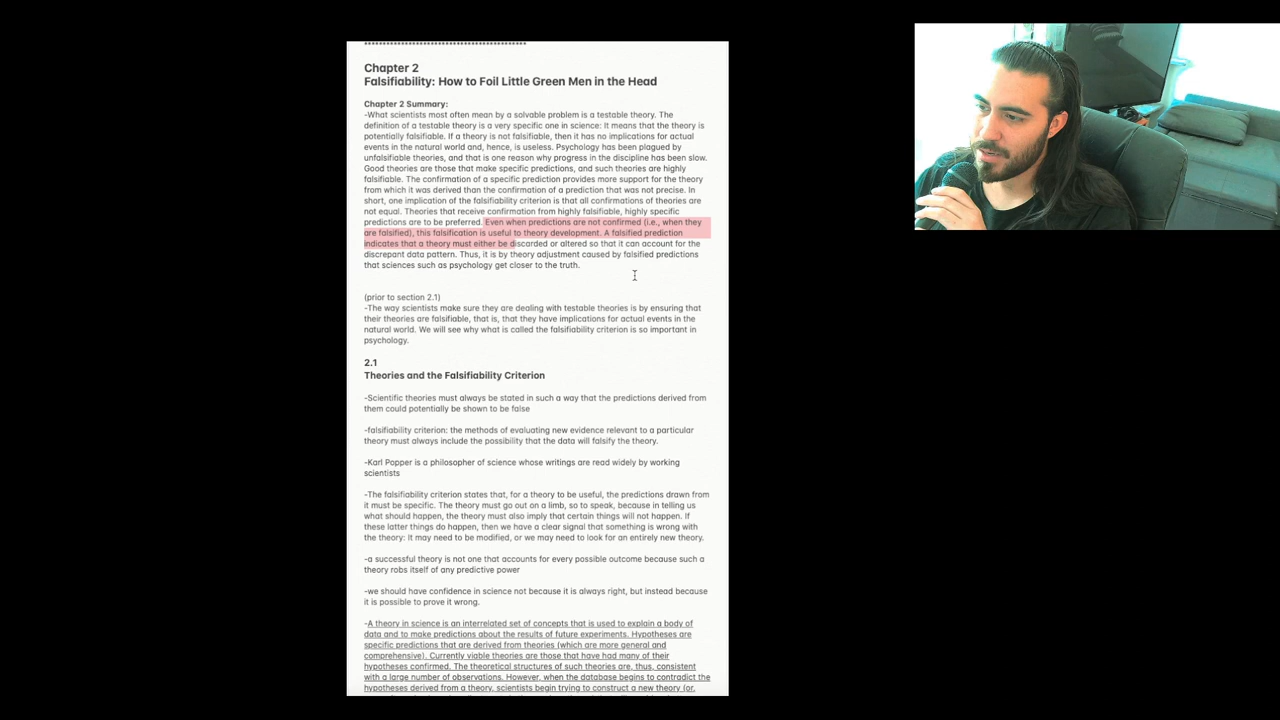 Chapter 2
Falsifiability: How to Foil Little Green Men in the Head
Chapter 2 Summary:
-What scientists most often mean by a solvable problem is a testable theory. The
definition of a testable theory is a very specific one in science: It means that the theory is
potentially falsifiable. If a theory is not falsifiable, then it has no implications for actual
events in the natural world and, hence, is useless. Psychology has been plagued by
unfalsifiable theories, and that is one reason why progress in the discipline has been slow.
Good theories are those that make specific predictions, and such theories are highly
falsifiable. The confirmation of a specific prediction provides more support for the theory
from which it was derived than the confirmation of a prediction that was not precise. In
short, one implication of the falsifiability criterion is that all confirmations of theories are
not equal. Theories that receive confirmation from highly falsifiable, highly specific
predictions are to be preferred. Even when predictions are not confirmed (i.e., when they
are falsified), this falsification is useful to theory development. A falsified prediction
indicates that a theory must either be discarded or altered so that it can account for the
discrepant data pattern. Thus, it is by theory adjustment caused by falsified predictions
that sciences such as psychology get closer to the truth.
(prior to section 2.1)
-The way scientists make sure they are dealing with testable theories is by ensuring that
their theories are falsifiable, that is, that they have implications for actual events in the
natural world. We will see why what is called the falsifiability criterion is so important in
psychology.
2.1
Theories and the Falsifiability Criterion
-Scientific theories must always be stated in such a way that the predictions derived from
them could potentially be shown to be false
-falsifiability criterion: the methods of evaluating new evidence relevant to a particular
theory must always include the possibility that the data will falsify the theory.
-Karl Popper is a philosopher of science whose writings are read widely by working
scientists
-The falsifiability criterion states that, for a theory to be useful, the predictions drawn from
it must be specific. The theory must go out on a limb, so to speak, because in telling us
what should happen, the theory must also imply that certain things will not happen. If
these latter things do happen, then we have a clear signal that something is wrong with
the theory: It may need to be modified, or we may need to look for an entirely new theory.
-a successful theory is not one that accounts for every possible outcome because such a
theory robs itself of any predictive power
-we should have confidence in science not because it is always right, but instead because
it is possible to prove it wrong.
-A theory in science is an interrelated set of concepts that is used to explain a body of
data and to make predictions about the results of future experiments. Hypotheses are
specific predictions that are derived from theories (which are more general and
comprehensive). Currently viable theories are those that have had many of their
hypotheses confirmed. The theoretical structures of such theories are, thus, consistent
with a large number of observations. However, when the database begins to contradict the
hypotheses derived from a theory, scientists begin trying to construct a new theory (or,